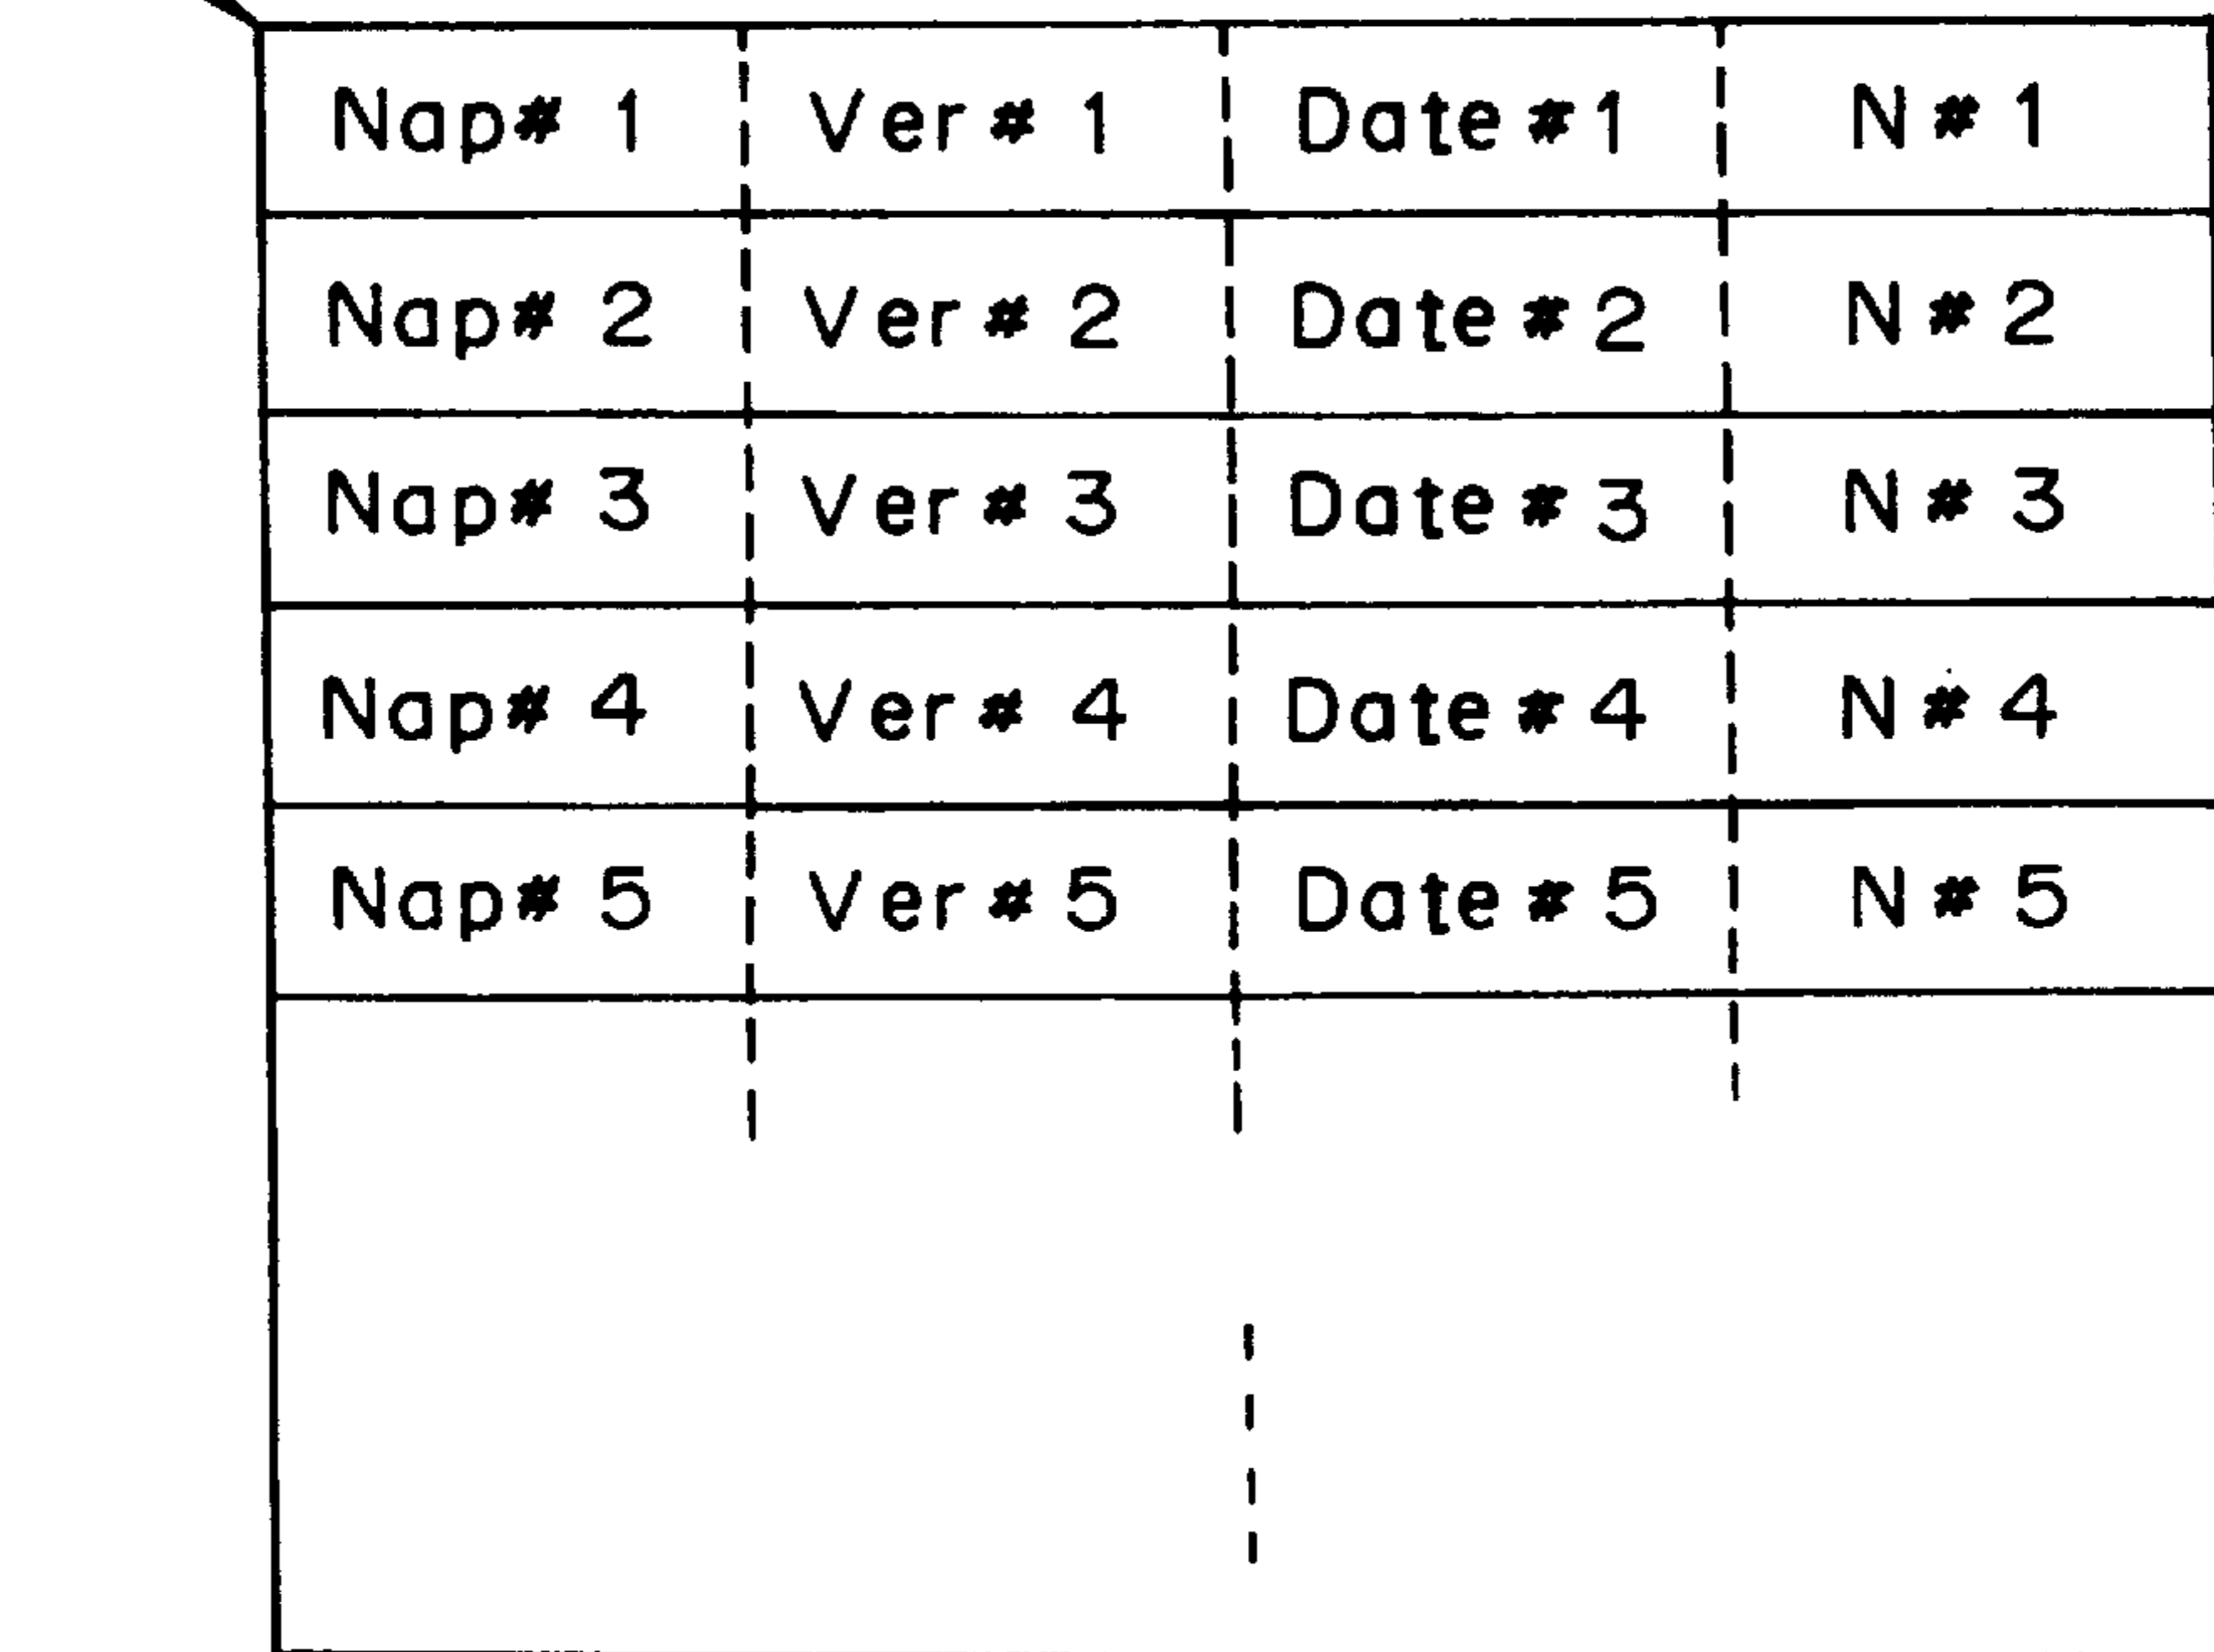 Nap# 1 Ver# 1 Date#1 N# 1
Nap# 2 Ver# 2 Date#2 N# 2
Nap# 3 Ver# 3 Date#3 N# 3
Nap# 4 Ver# 4 Date#4 N# 4
Nap# 5 Ver# 5 Date#5 N# 5